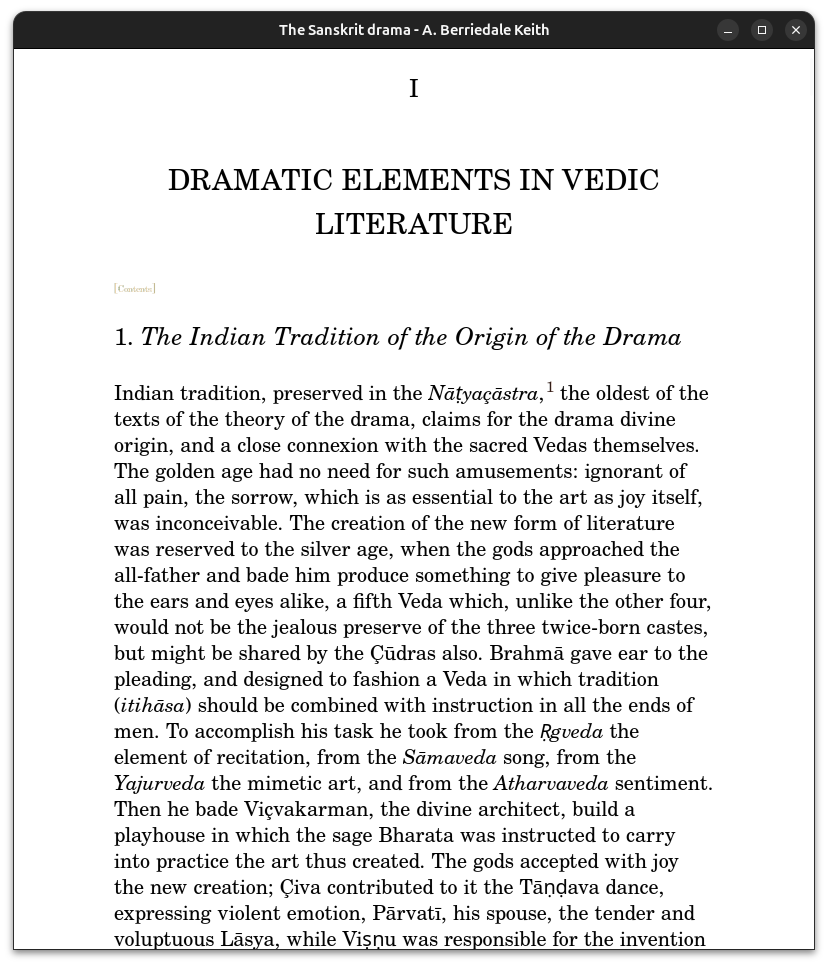 The Sanskrit drama - A. Berriedale Keith
I
DRAMATIC ELEMENTS IN VEDIC
LITERATURE
[Contents]
1. The Indian Tradition of the Origin of the Drama
Indian tradition, preserved in the Nāṭyaçāstra,1 the oldest of the
texts of the theory of the drama, claims for the drama divine
origin, and a close connexion with the sacred Vedas themselves.
The golden age had no need for such amusements: ignorant of
all pain, the sorrow, which is as essential to the art as joy itself,
was inconceivable. The creation of the new form of literature
was reserved to the silver age, when the gods approached the
all-father and bade him produce something to give pleasure to
the ears and eyes alike, a fifth Veda which, unlike the other four,
would not be the jealous preserve of the three twice-born castes,
but might be shared by the Çūdras also. Brahmā gave ear to the
pleading, and designed to fashion a Veda in which tradition
(itihāsa) should be combined with instruction in all the ends of
men. To accomplish his task he took from the Ṛgveda the
element of recitation, from the Sāmaveda song, from the
Yajurveda the mimetic art, and from the Atharvaveda sentiment.
Then he bade Viçvakarman, the divine architect, build a
playhouse in which the sage Bharata was instructed to carry
into practice the art thus created. The gods accepted with joy
the new creation; Çiva contributed to it the Tāṇḍava dance,
expressing violent emotion, Pārvatī, his spouse, the tender and
voluptuous Lāsya, while Viṣṇu was responsible for the invention